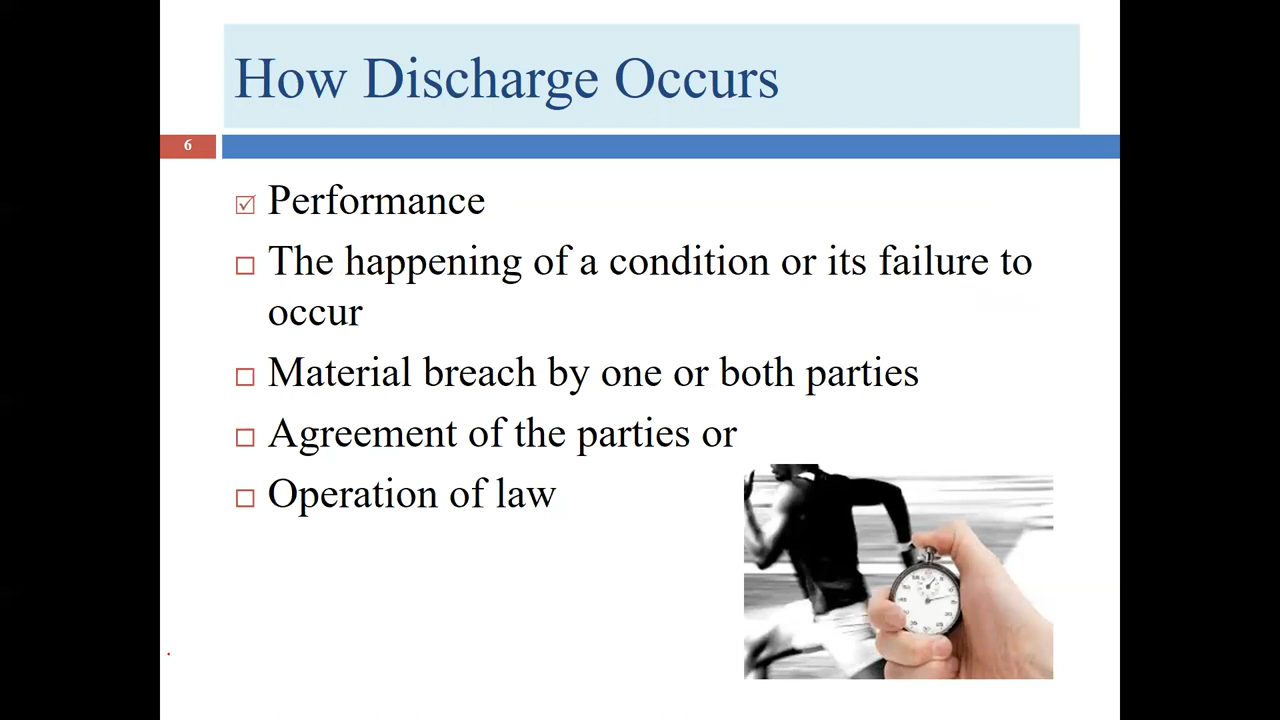 How Discharge Occurs
6
Performance
The happening of a condition or its failure to
occur
Material breach by one or both parties
Agreement of the parties or
Operation of law